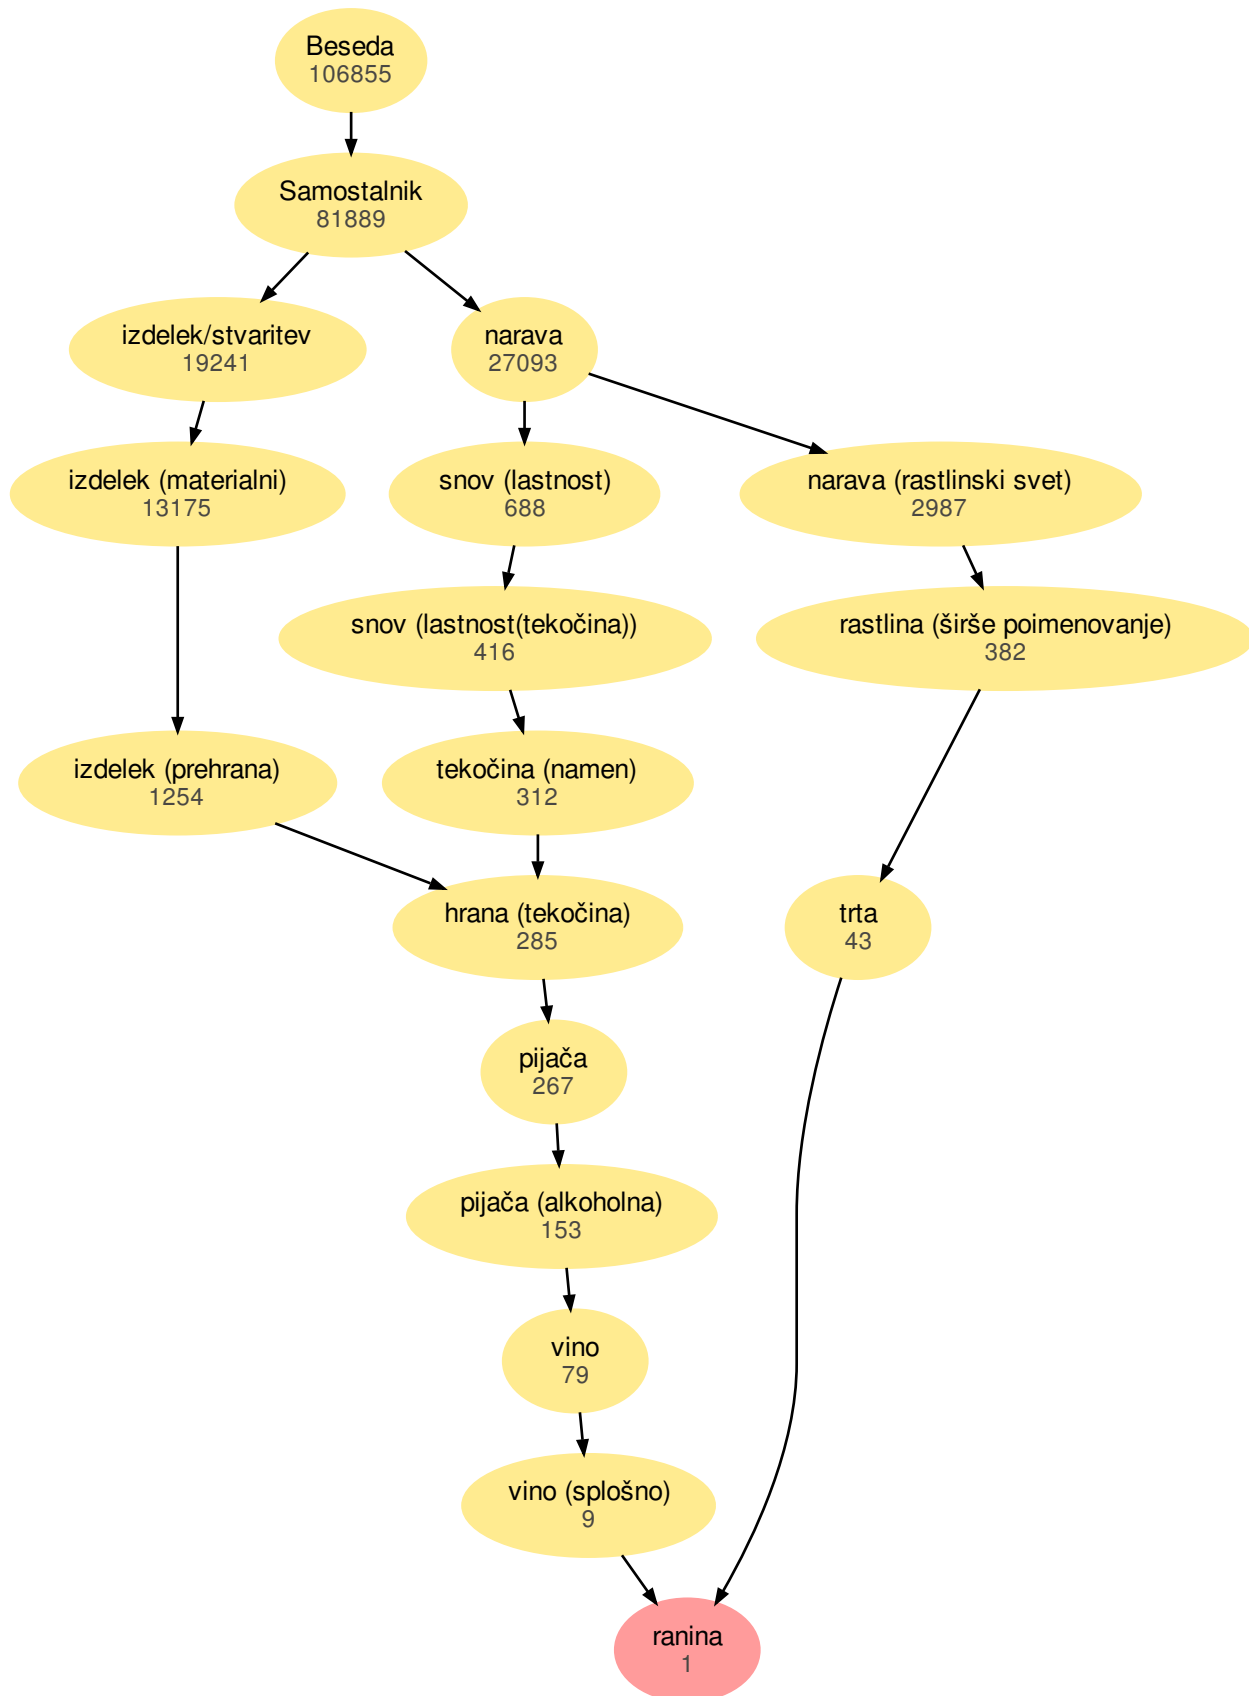 Beseda
106855
Samostalnik
81889
izdelek/stvaritev
19241
narava
27093
izdelek (materialni)
13175
snov (lastnost)
688
narava (rastlinski svet)
2987
snov (lastnost(tekočina))
416
rastlina (širše poimenovanje)
382
izdelek (prehrana)
1254
tekočina (namen)
312
hrana (tekočina)
285
trta
43
pijača
267
pijača (alkoholna)
153
vino
79
vino (splošno)
9
ranina
1